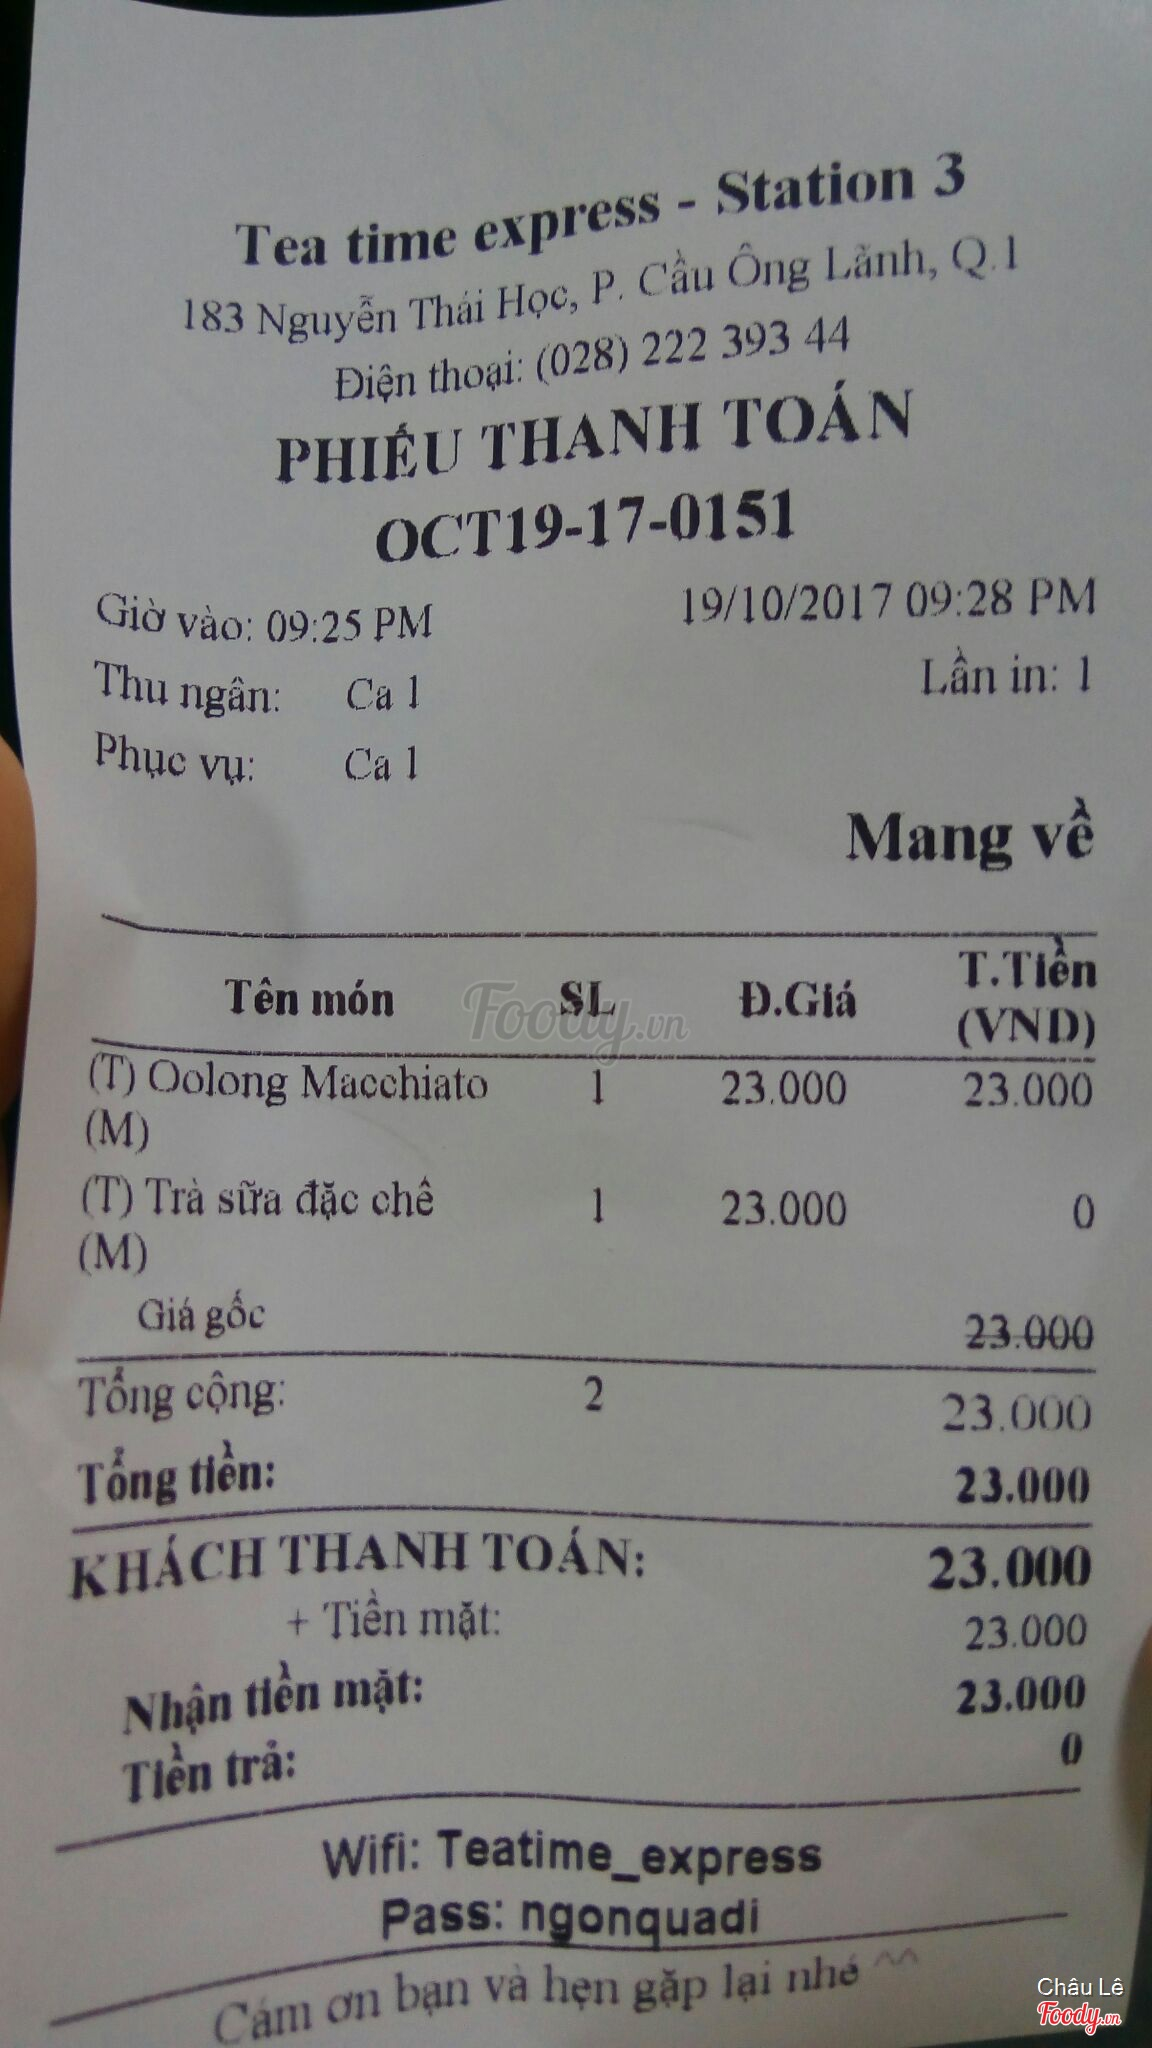 Tea time express - Station 3
183 Nguyễn Thái Học, P. Cầu Ông Lãnh, Q.1
Điện thoại: (028) 222 393 44
PHIẾU THANH TOÁN
OCT19-17-0151
Giờ vào: 09:25 PM 19/10/2017 09:28 PM
Thu ngân: Ca 1 Lần in: 1
Phục vụ: Ca 1
Mang về
Tên món SL Đ.Giá T.Tiền (VND)
(T) Oolong Macchiato 1 23.000 23.000
(M)
(T) Trà sữa đặc chê 1 23.000 0
(M)
Giá gốc 23.000
Tổng cộng: 2 23.000
Tổng tiền: 23.000
KHÁCH THANH TOÁN: 23.000
+ Tiền mặt: 23.000
Nhận tiền mặt: 23.000
Tiền trả: 0
Wifi: Teatime_express
Pass: ngonquadi
Cám ơn bạn và hẹn gặp lại nhé ^^
Foody.vn
Châu Lê
Foody.vn